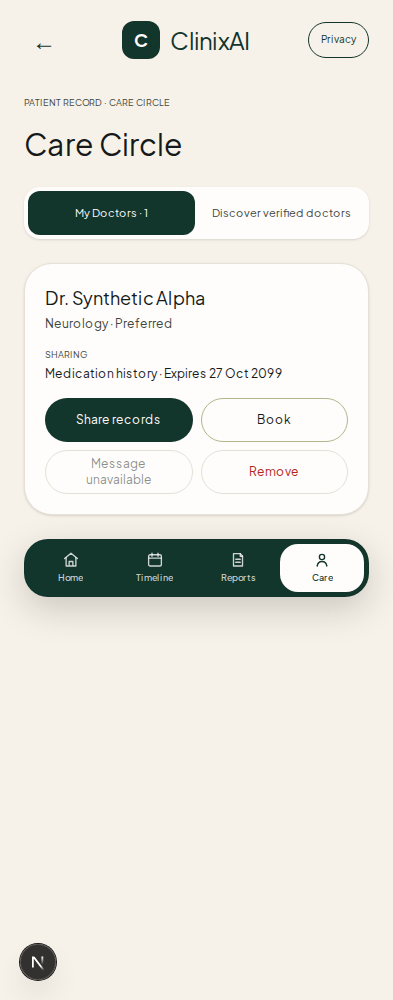 ←
C ClinixAI
Privacy
PATIENT RECORD · CARE CIRCLE
Care Circle
My Doctors · 1
Discover verified doctors
Dr. Synthetic Alpha
Neurology · Preferred
SHARING
Medication history · Expires 27 Oct 2099
Share records
Book
Message
unavailable
Remove
Home
Timeline
Reports
Care
N